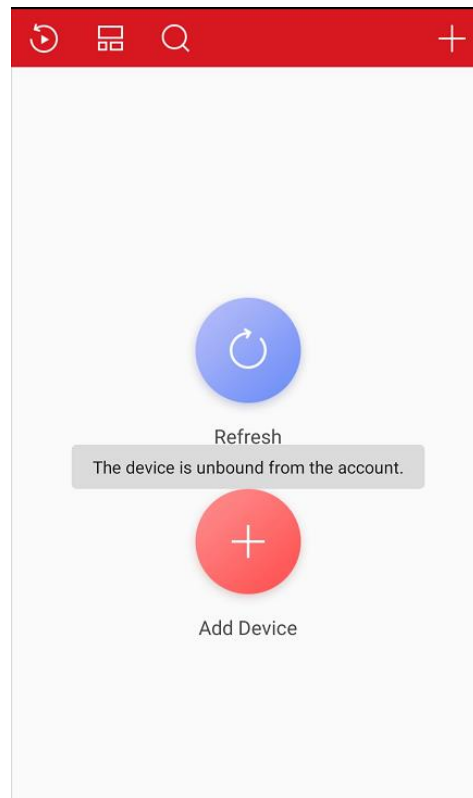 Refresh
The device is unbound from the account.
Add Device